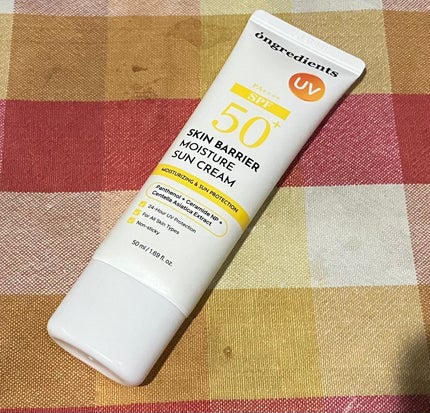 ongredients
UV
PA++++
SPF
50+
SKIN BARRIER
MOISTURE
SUN CREAM
MOISTURIZING & SUN PROTECTION
Panthenol + Ceramide NP +
Centella Asiatica Extract
24-Hour UV Protection
For All Skin Types
Non-sticky
50 ml / 1.69 fl. oz.